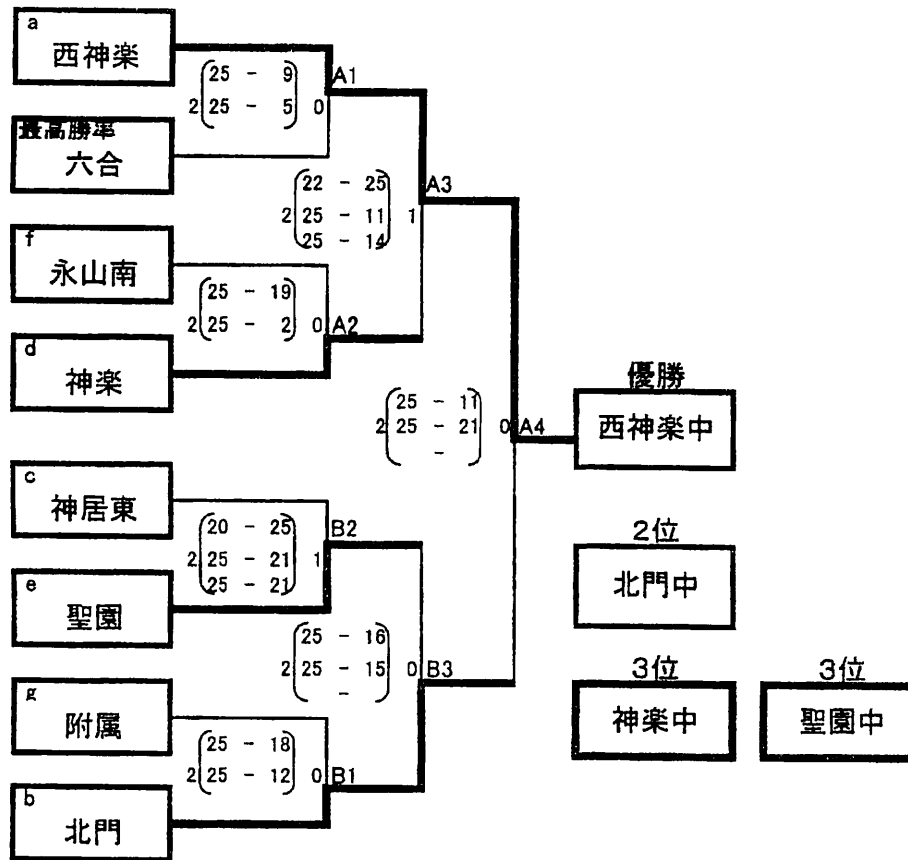 a
西神楽
25 - 9
A1
2 25 - 5 0
最高勝率
六合
22 - 25
A3
2 25 - 11 1
25 - 14
f
永山南
25 - 19
2 25 - 2 0 A2
d
神楽
優勝
25 - 11
2 25 - 21 0 A4
-
西神楽中
c
神居東
20 - 25
B2
2 25 - 21 1
25 - 21
2位
北門中
e
聖園
25 - 16
2 25 - 15 0 B3
-
3位
3位
神楽中
聖園中
g
附属
25 - 18
2 25 - 12 0 B1
b
北門